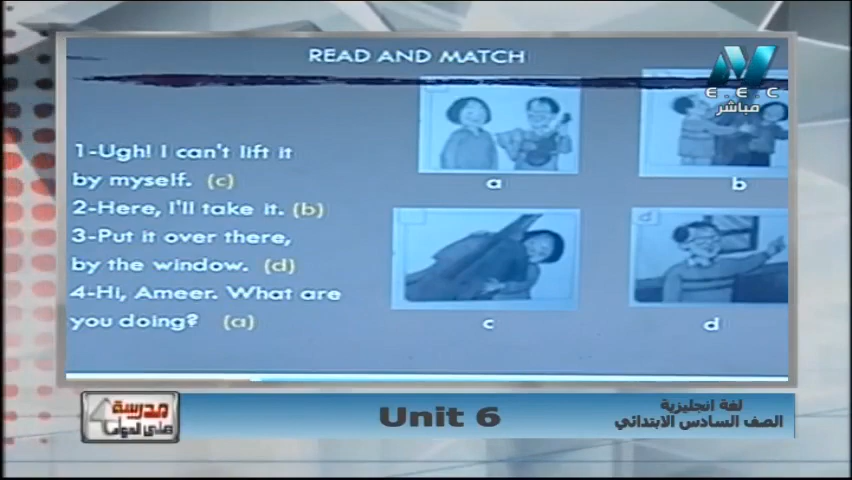 READ AND MATCH
E . E . C
مباشر
1-Ugh! I can't lift it
by myself. (c)
2-Here, I'll take it. (b)
3-Put it over there,
by the window. (d)
4-Hi, Ameer. What are
you doing? (a)
a
b
d
c
d
مدرسة
على الهواء
Unit 6
لغة انجليزية
الصف السادس الابتدائي